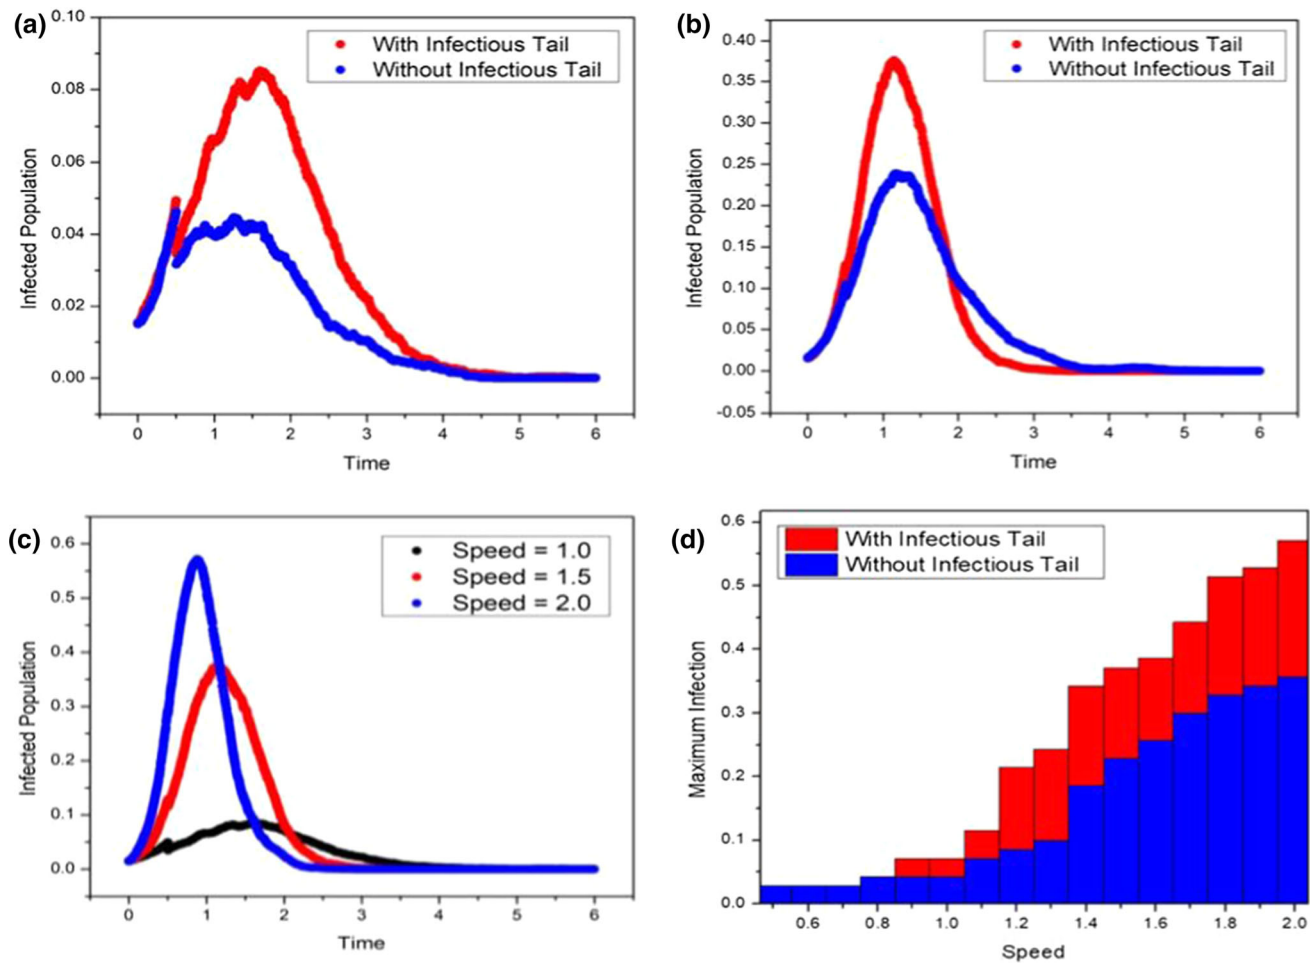 (a)
0.10
0.08
0.06
0.04
0.02
0.00
Infected Population
With Infectious Tail
Without Infectious Tail
0 1 2 3 4 5 6
Time
(b)
0.40
0.35
0.30
0.25
0.20
0.15
0.10
0.05
0.00
-0.05
Infected Population
With Infectious Tail
Without Infectious Tail
0 1 2 3 4 5 6
Time
(c)
0.6
0.5
0.4
0.3
0.2
0.1
0.0
Infected Population
Speed = 1.0
Speed = 1.5
Speed = 2.0
0 1 2 3 4 5 6
Time
(d)
0.6
0.5
0.4
0.3
0.2
0.1
0.0
Maximum Infection
With Infectious Tail
Without Infectious Tail
0.6 0.8 1.0 1.2 1.4 1.6 1.8 2.0
Speed